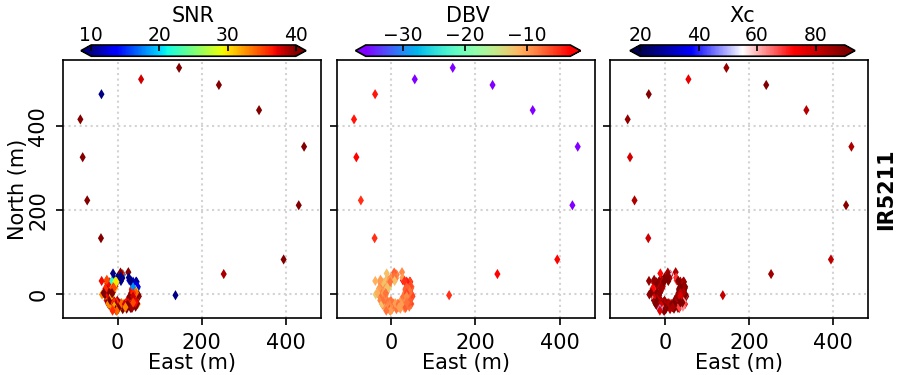 SNR DBV Xc
10 20 30 40 −30 −20 −10 20 40 60 80
North (m)
400
200
0
IR5211
0 200 400 0 200 400 0 200 400
East (m) East (m) East (m)